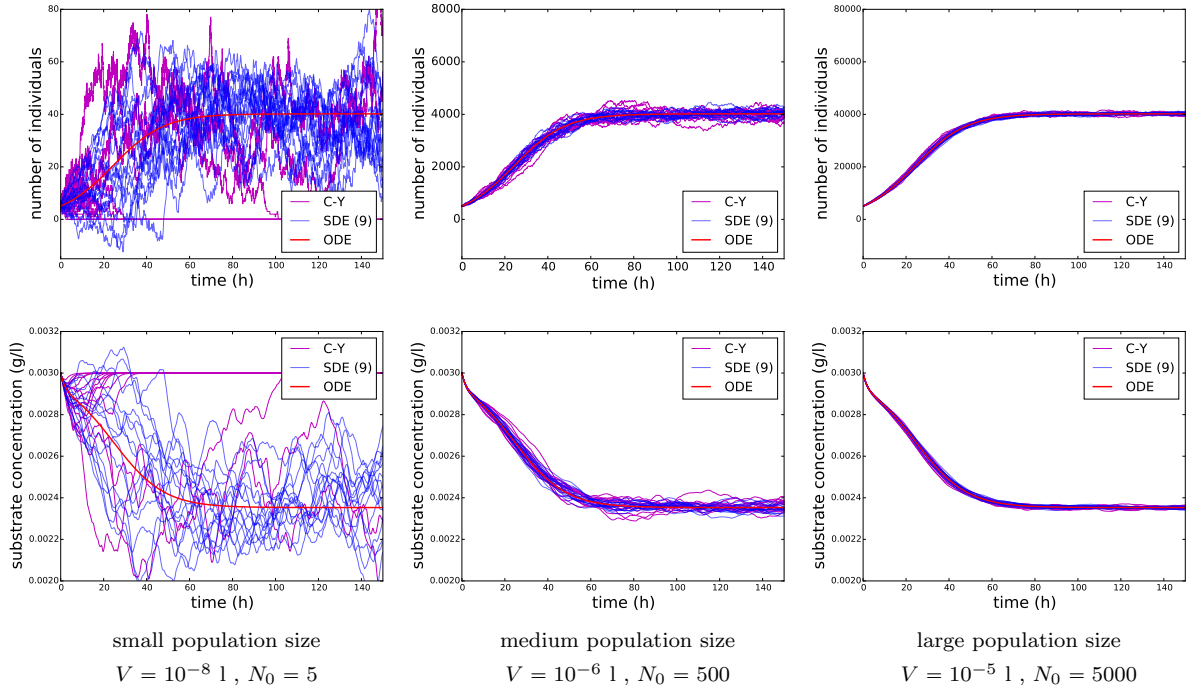 80
60
40
20
0
number of individuals
0 20 40 60 80 100 120 140
time (h)
C-Y
SDE (9)
ODE
8000
6000
4000
2000
0
number of individuals
0 20 40 60 80 100 120 140
time (h)
C-Y
SDE (9)
ODE
80000
60000
40000
20000
0
number of individuals
0 20 40 60 80 100 120 140
time (h)
C-Y
SDE (9)
ODE
0.0032
0.0030
0.0028
0.0026
0.0024
0.0022
0.0020
substrate concentration (g/l)
0 20 40 60 80 100 120 140
time (h)
C-Y
SDE (9)
ODE
0.0032
0.0030
0.0028
0.0026
0.0024
0.0022
0.0020
substrate concentration (g/l)
0 20 40 60 80 100 120 140
time (h)
C-Y
SDE (9)
ODE
0.0032
0.0030
0.0028
0.0026
0.0024
0.0022
0.0020
substrate concentration (g/l)
0 20 40 60 80 100 120 140
time (h)
C-Y
SDE (9)
ODE
small population size
V = 10⁻⁸ l , N₀ = 5
medium population size
V = 10⁻⁶ l , N₀ = 500
large population size
V = 10⁻⁵ l , N₀ = 5000